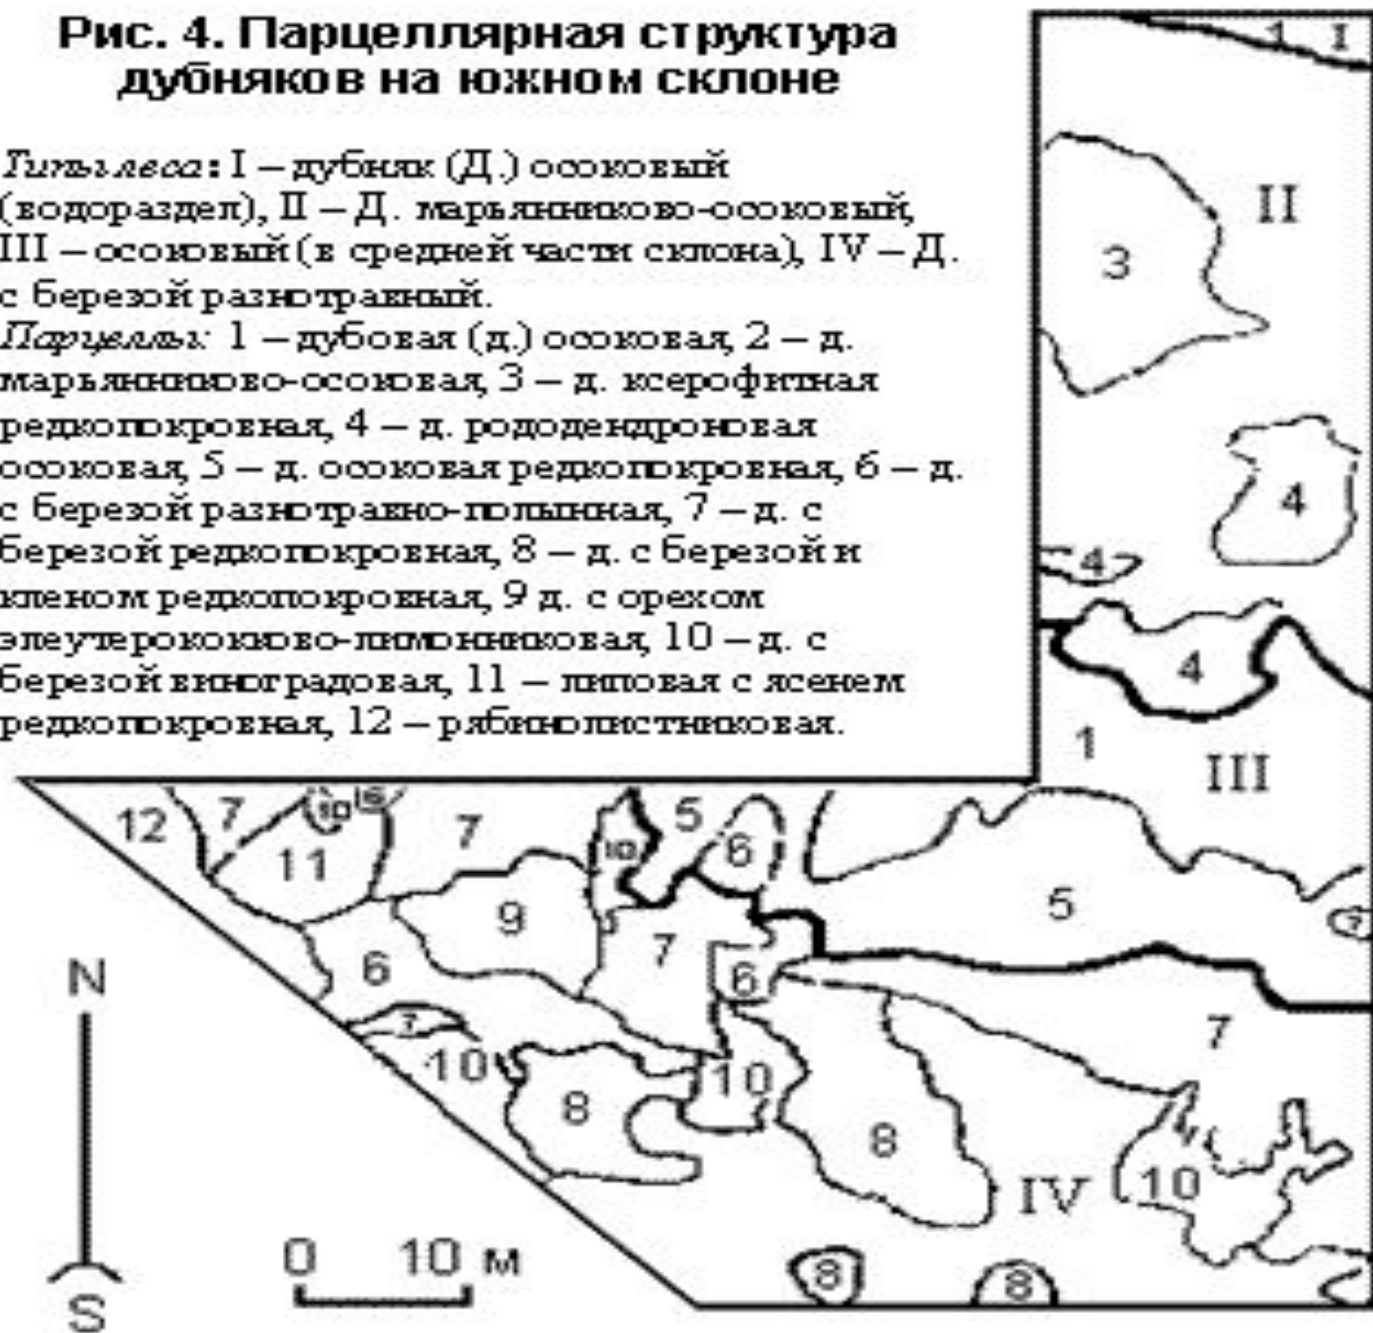 Рис. 4. Парцеллярная структура
дубняков на южном склоне
Типы леса: I – дубняк (Д.) осоковый
(водораздел), II – Д. марьянниково-осоковый,
III – осоковый (в средней части склона), IV – Д.
с березой разнотравный.
Парцеллы: 1 – дубовая (д.) осоковая, 2 – д.
марьянниково-осоковая, 3 – д. ксерофитная
редкопокровная, 4 – д. рододендроновая
осоковая, 5 – д. осоковая редкопокровная, 6 – д.
с березой разнотравно-полынная, 7 – д. с
березой редкопокровная, 8 – д. с березой и
кленом редкопокровная, 9 д. с орехом
элеутерококково-лимонниковая, 10 – д. с
березой виноградовая, 11 – липовая с ясенем
редкопокровная, 12 – рябинолистниковая.
1 I
II
3
4
4
4
1
III
12 7 10 7 5
11 10 6
9 5
7
6 6
7 7
10 10
8 8
IV 10
8 8
N
S
0 10 м